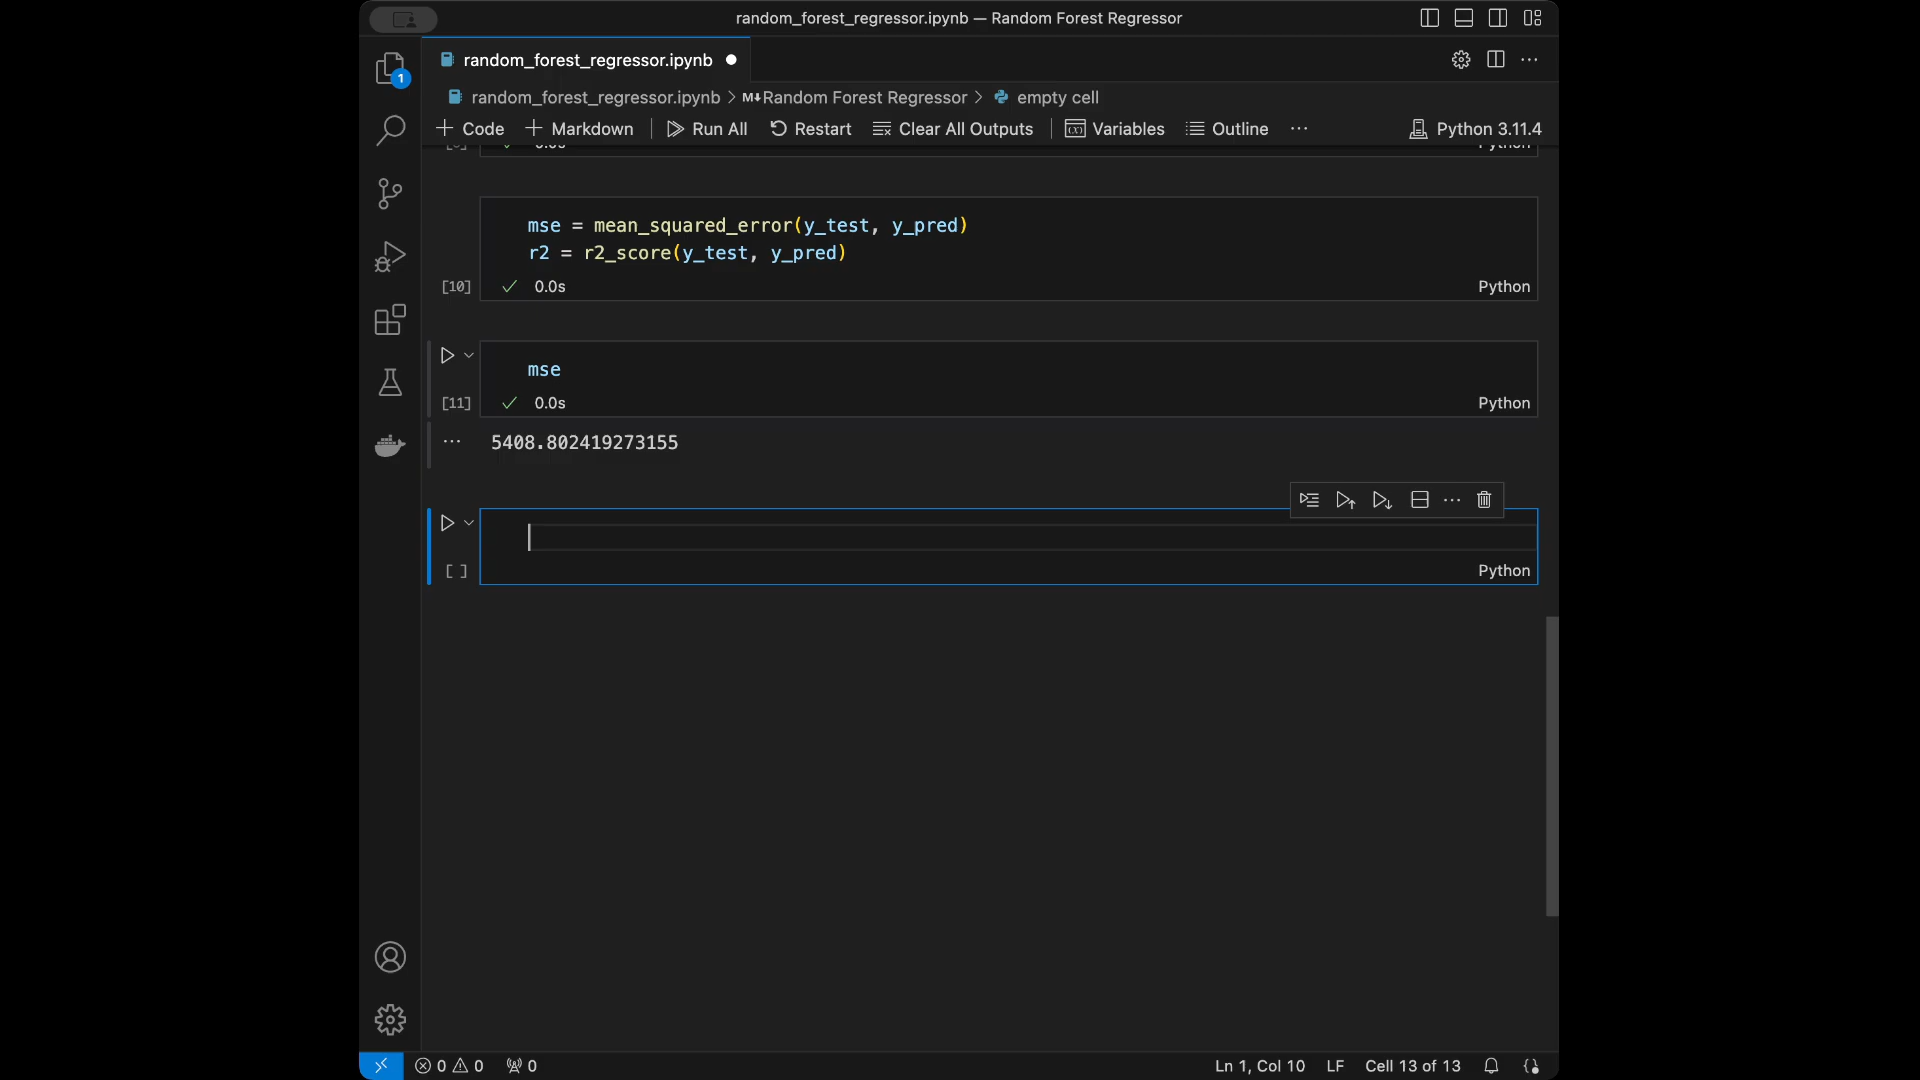 random_forest_regressor.ipynb — Random Forest Regressor
random_forest_regressor.ipynb
1
random_forest_regressor.ipynb > M↓Random Forest Regressor > empty cell
+ Code + Markdown Run All Restart Clear All Outputs Variables Outline ··· Python 3.11.4
mse = mean_squared_error(y_test, y_pred)
r2 = r2_score(y_test, y_pred)
[10] ✓ 0.0s Python
mse
[11] ✓ 0.0s Python
··· 5408.802419273155
[ ] Python
0 0 0 Ln 1, Col 10 LF Cell 13 of 13